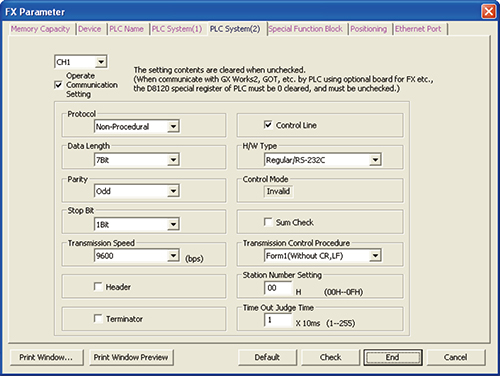 FX Parameter
Memory Capacity Device PLC Name PLC System(1) PLC System(2) Special Function Block Positioning Ethernet Port
CH1
Operate
Communication
Setting
The setting contents are cleared when unchecked.
(When communicate with GX Works2, GOT, etc. by PLC using optional board for FX etc.,
the D8120 special register of PLC must be 0 cleared, and must be unchecked.)
Protocol
Non-Procedural
Control Line
Data Length
7Bit
H/W Type
Regular/RS-232C
Parity
Odd
Control Mode
Invalid
Stop Bit
1Bit
Sum Check
Transmission Speed
9600 (bps)
Transmission Control Procedure
Form1(Without CR,LF)
Header
Station Number Setting
00 H (00H--0FH)
Terminator
Time Out Judge Time
1 X 10ms (1--255)
Print Window... Print Window Preview Default Check End Cancel